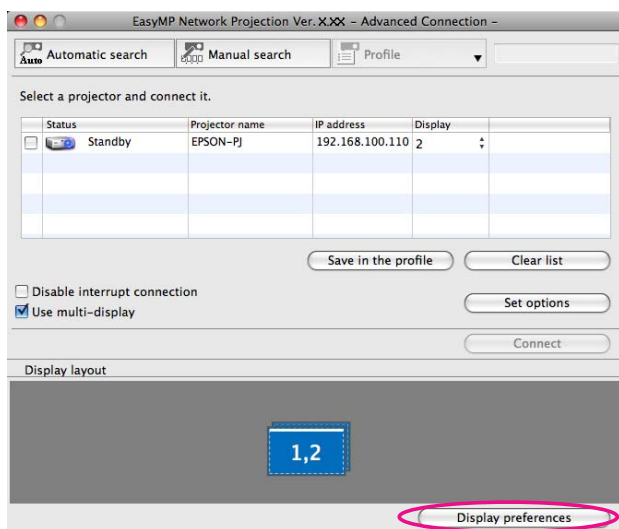 EasyMP Network Projection Ver. X.XX – Advanced Connection –
Auto Automatic search Manual search Profile
Select a projector and connect it.
Status Projector name IP address Display
Standby EPSON-PJ 192.168.100.110 2
Save in the profile Clear list
Disable interrupt connection
Set options
Use multi-display
Connect
Display layout
1,2
Display preferences